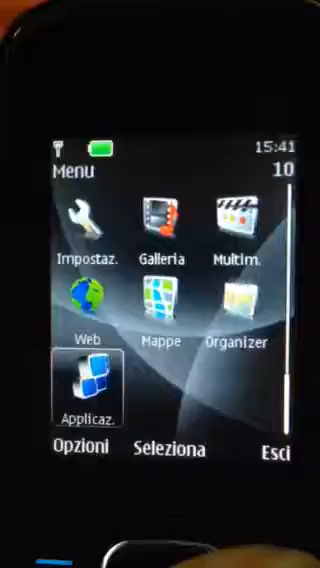 15:41
Menu 10
Impostaz. Galleria Multim.
Web Mappe Organizer
Applicaz.
Opzioni Seleziona Esci